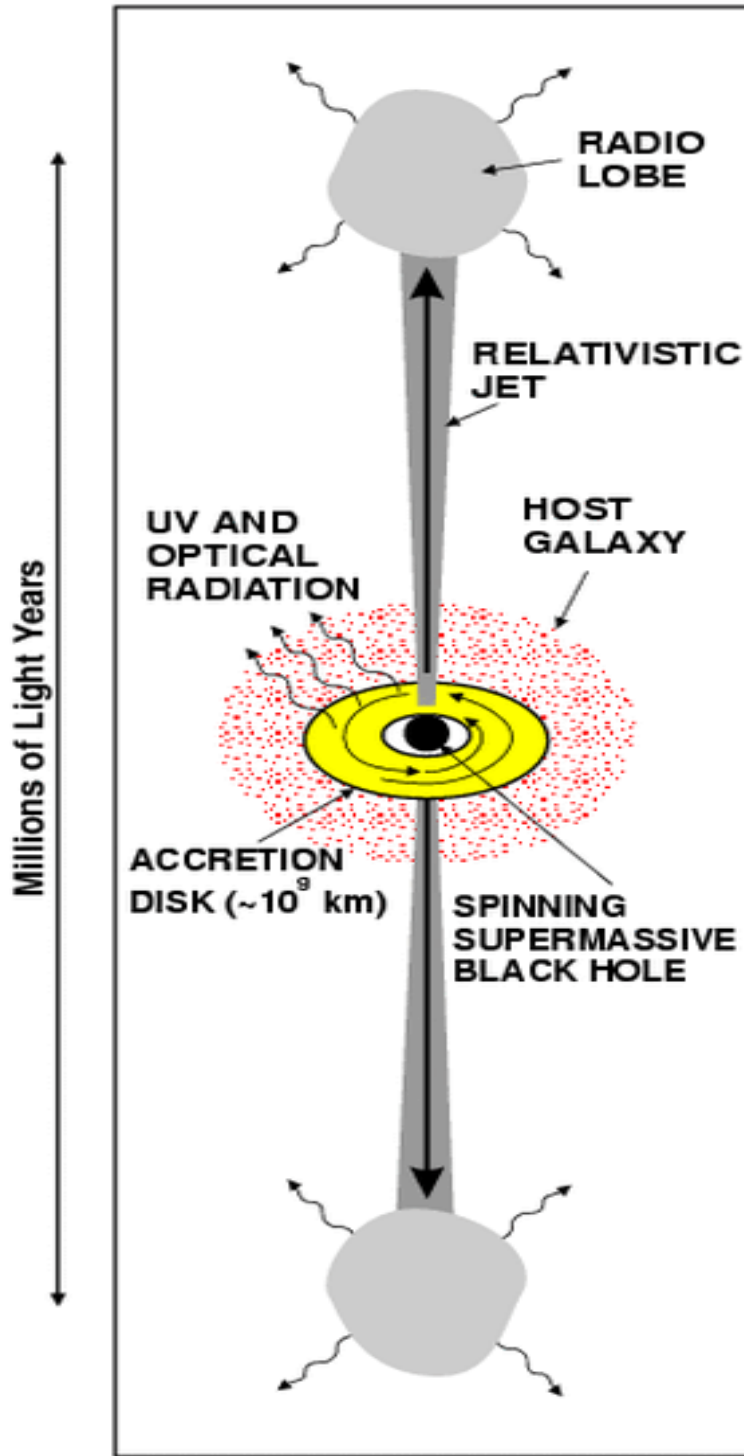 RADIO
LOBE
RELATIVISTIC
JET
UV AND
OPTICAL
RADIATION
HOST
GALAXY
Millions of Light Years
ACCRETION
DISK (~10⁹ km)
SPINNING
SUPERMASSIVE
BLACK HOLE